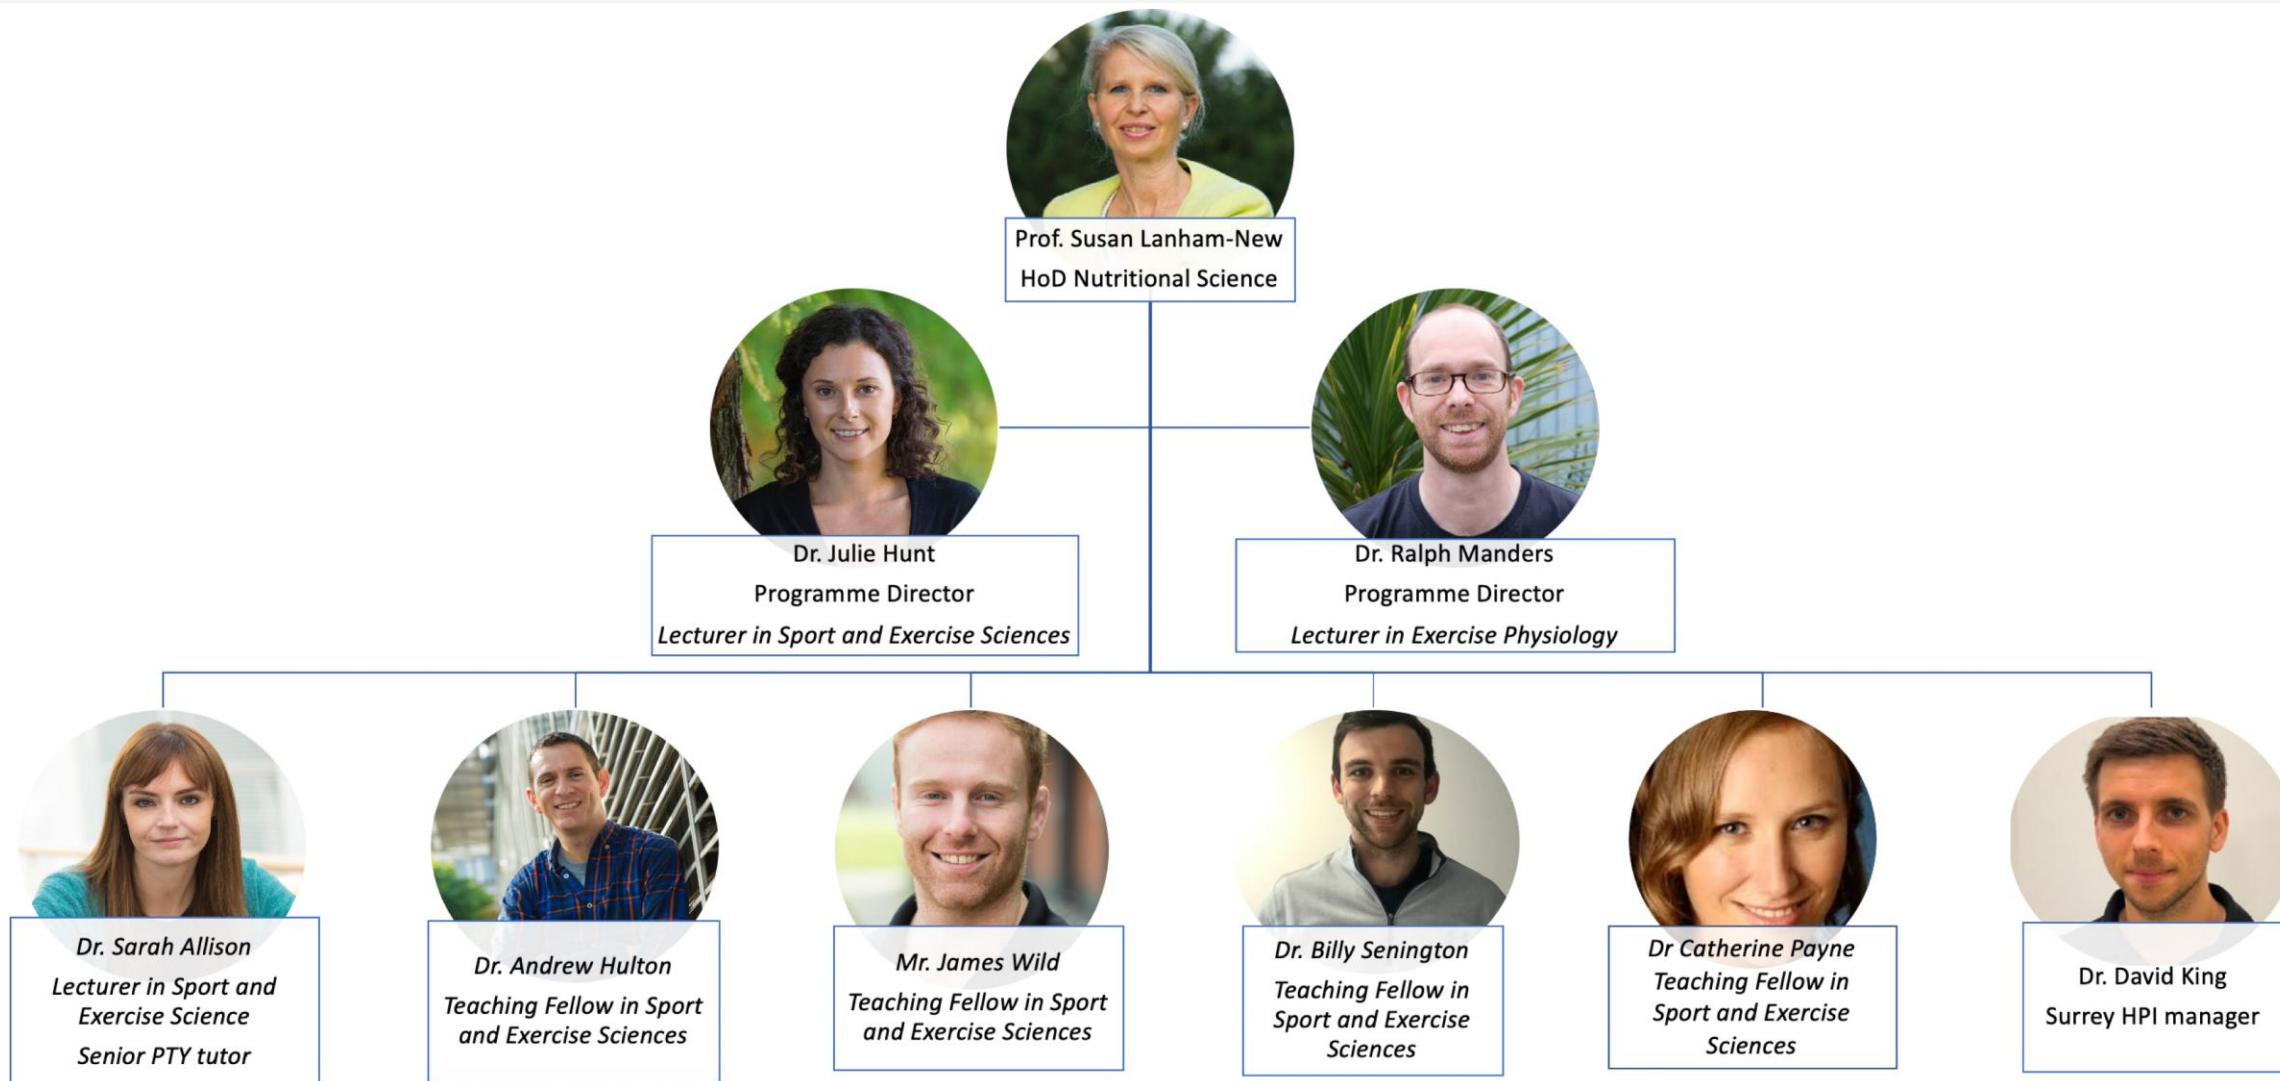 Prof. Susan Lanham-New
HoD Nutritional Science
Dr. Julie Hunt
Programme Director
Lecturer in Sport and Exercise Sciences
Dr. Ralph Manders
Programme Director
Lecturer in Exercise Physiology
Dr. Sarah Allison
Lecturer in Sport and
Exercise Science
Senior PTY tutor
Dr. Andrew Hulton
Teaching Fellow in Sport
and Exercise Sciences
Mr. James Wild
Teaching Fellow in Sport
and Exercise Sciences
Dr. Billy Senington
Teaching Fellow in
Sport and Exercise
Sciences
Dr Catherine Payne
Teaching Fellow in
Sport and Exercise
Sciences
Dr. David King
Surrey HPI manager